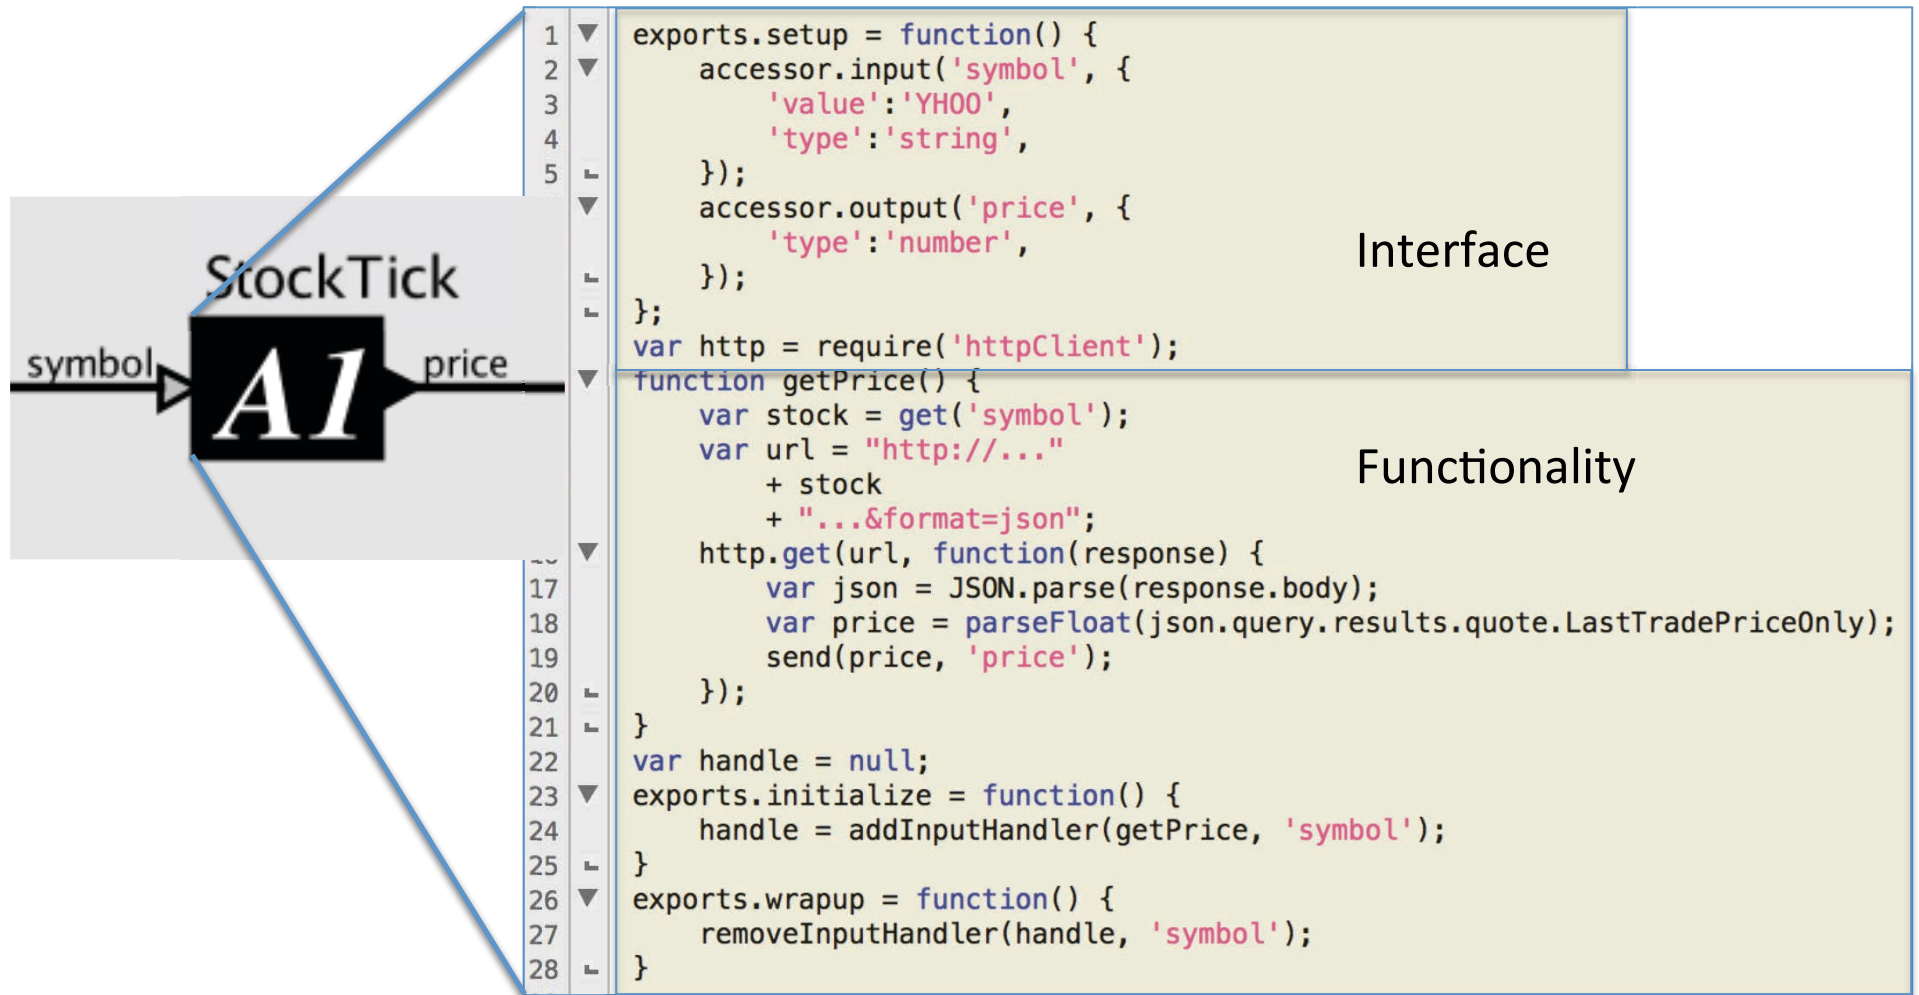 StockTick
symbol
A1
price
1 exports.setup = function() {
2 accessor.input('symbol', {
3 'value':'YHOO',
4 'type':'string',
5 });
accessor.output('price', {
'type':'number',
});
};
var http = require('httpClient');
Interface
function getPrice() {
var stock = get('symbol');
var url = "http://..."
+ stock
+ "...&format=json";
Functionality
http.get(url, function(response) {
17 var json = JSON.parse(response.body);
18 var price = parseFloat(json.query.results.quote.LastTradePriceOnly);
19 send(price, 'price');
20 });
21 }
22 var handle = null;
23 exports.initialize = function() {
24 handle = addInputHandler(getPrice, 'symbol');
25 }
26 exports.wrapup = function() {
27 removeInputHandler(handle, 'symbol');
28 }